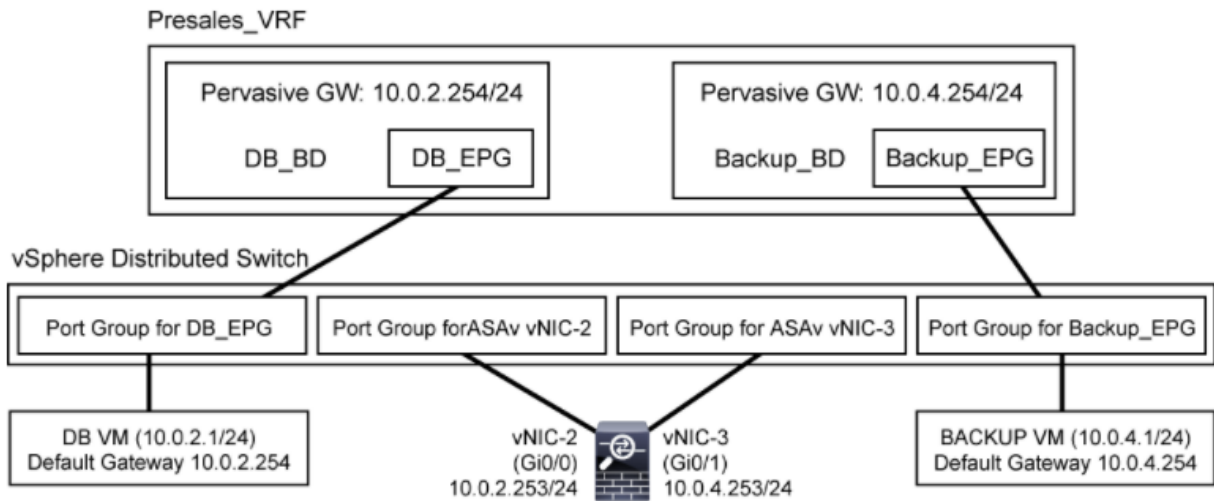 Presales_VRF
Pervasive GW: 10.0.2.254/24
DB_BD
DB_EPG
Pervasive GW: 10.0.4.254/24
Backup_BD
Backup_EPG
vSphere Distributed Switch
Port Group for DB_EPG
Port Group forASAv vNIC-2
Port Group for ASAv vNIC-3
Port Group for Backup_EPG
DB VM (10.0.2.1/24)
Default Gateway 10.0.2.254
vNIC-2
(Gi0/0)
10.0.2.253/24
vNIC-3
(Gi0/1)
10.0.4.253/24
BACKUP VM (10.0.4.1/24)
Default Gateway 10.0.4.254